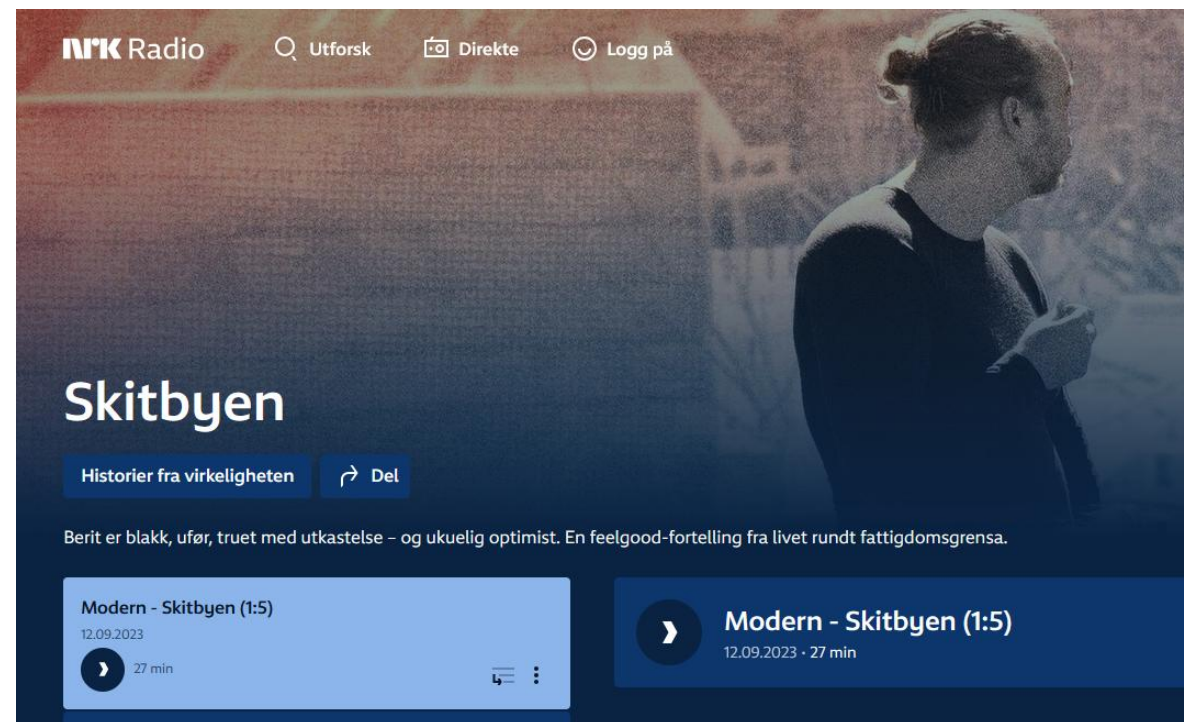 NRK Radio
Utforsk
Direkte
Logg på
Skitbyen
Historier fra virkeligheten
Del
Berit er blakk, ufør, truet med utkastelse – og ukuelig optimist. En feelgood-fortelling fra livet rundt fattigdomsgrensa.
Modern - Skitbyen (1:5)
12.09.2023
27 min
Modern - Skitbyen (1:5)
12.09.2023 · 27 min